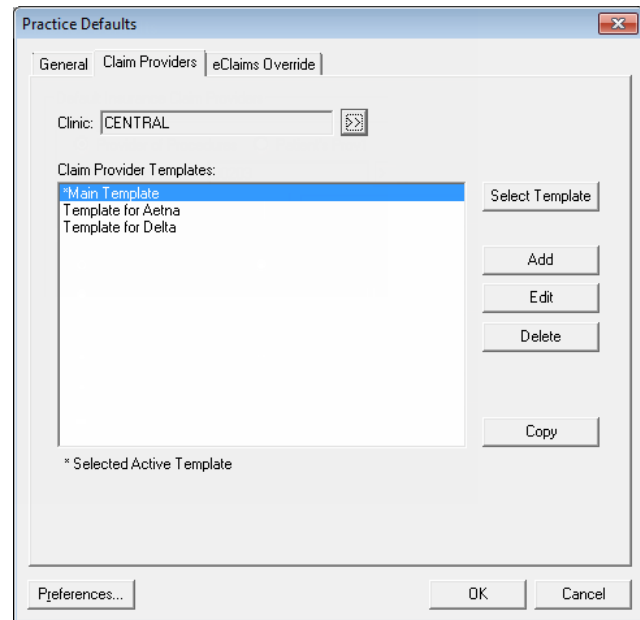 Practice Defaults
General Claim Providers eClaims Override
Clinic: CENTRAL >>
Claim Provider Templates:
*Main Template
Template for Aetna
Template for Delta
Select Template
Add
Edit
Delete
Copy
* Selected Active Template
Preferences... OK Cancel